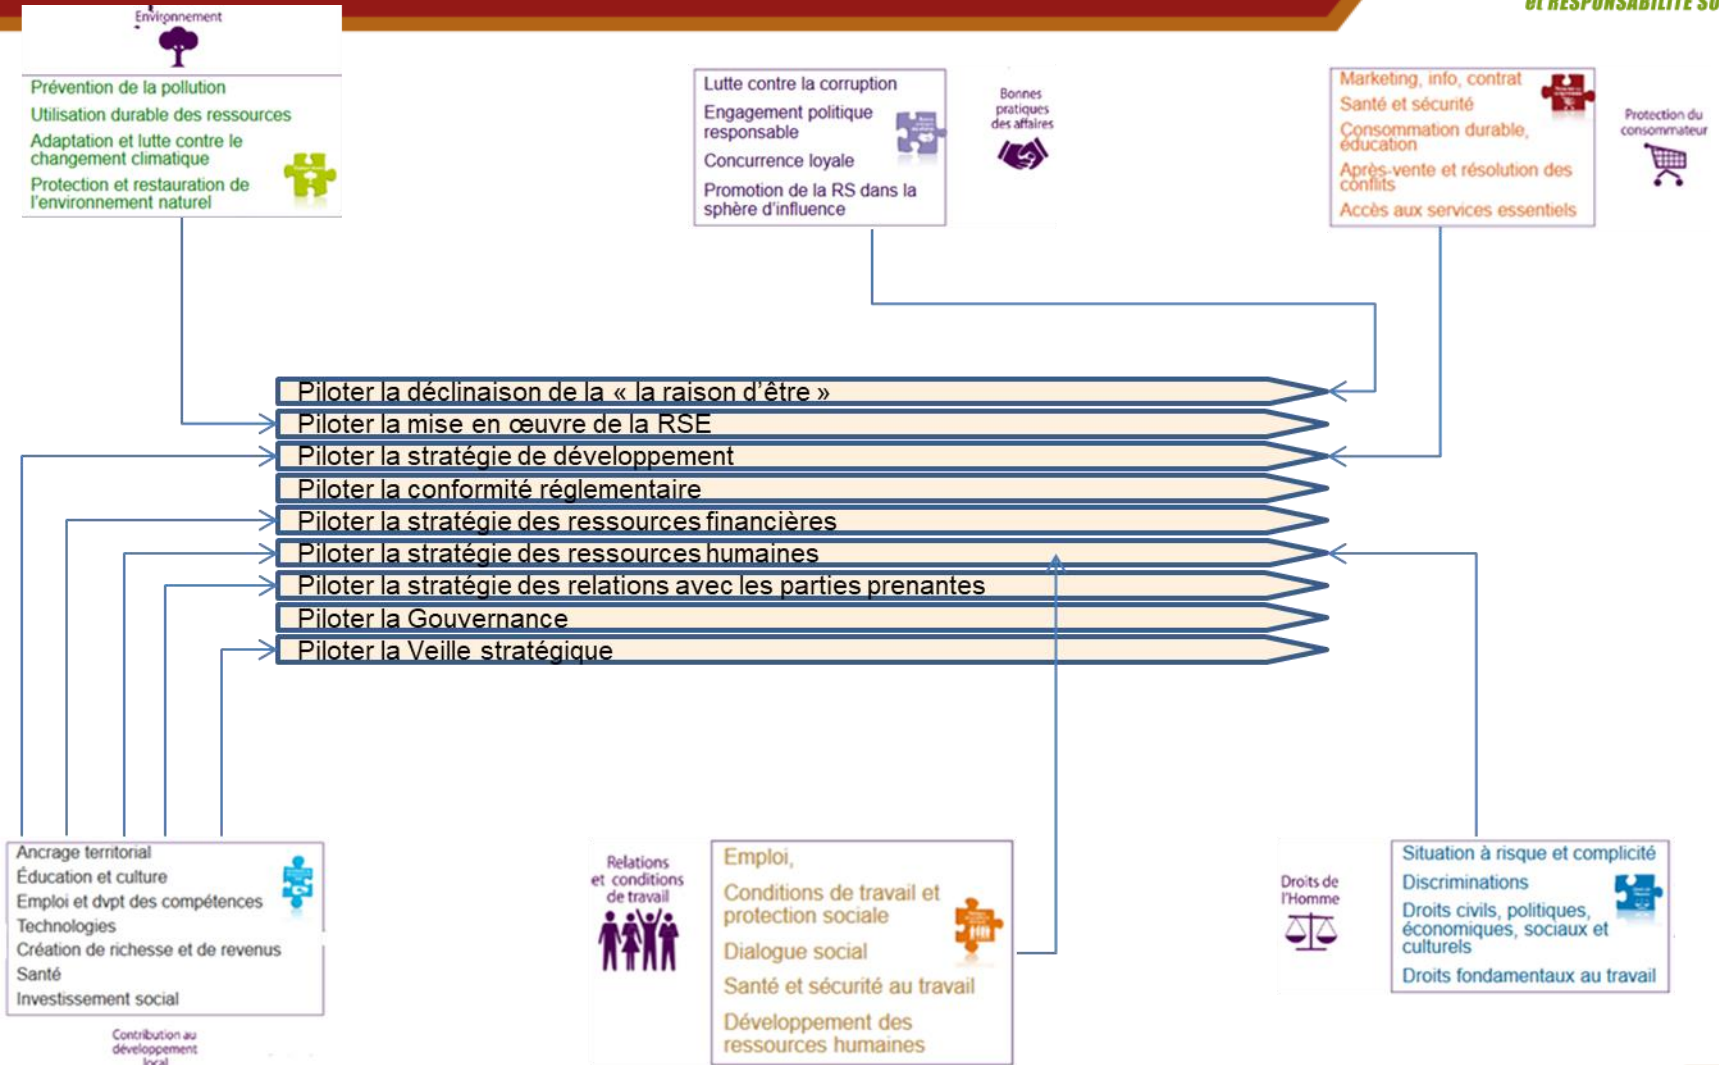 et RESPONSABILITÉ SO
Environnement
Prévention de la pollution
Utilisation durable des ressources
Adaptation et lutte contre le
changement climatique
Protection et restauration de
l'environnement naturel
Lutte contre la corruption
Engagement politique
responsable
Concurrence loyale
Promotion de la RS dans la
sphère d'influence
Bonnes
pratiques
des affaires
Marketing, info, contrat
Santé et sécurité
Consommation durable,
éducation
Après-vente et résolution des
conflits
Accès aux services essentiels
Protection du
consommateur
Piloter la déclinaison de la « la raison d'être »
Piloter la mise en œuvre de la RSE
Piloter la stratégie de développement
Piloter la conformité réglementaire
Piloter la stratégie des ressources financières
Piloter la stratégie des ressources humaines
Piloter la stratégie des relations avec les parties prenantes
Piloter la Gouvernance
Piloter la Veille stratégique
Ancrage territorial
Éducation et culture
Emploi et dvpt des compétences
Technologies
Création de richesse et de revenus
Santé
Investissement social
Contribution au
développement
local
Relations
et conditions
de travail
Emploi,
Conditions de travail et
protection sociale
Dialogue social
Santé et sécurité au travail
Développement des
ressources humaines
Droits de
l'Homme
Situation à risque et complicité
Discriminations
Droits civils, politiques,
économiques, sociaux et
culturels
Droits fondamentaux au travail